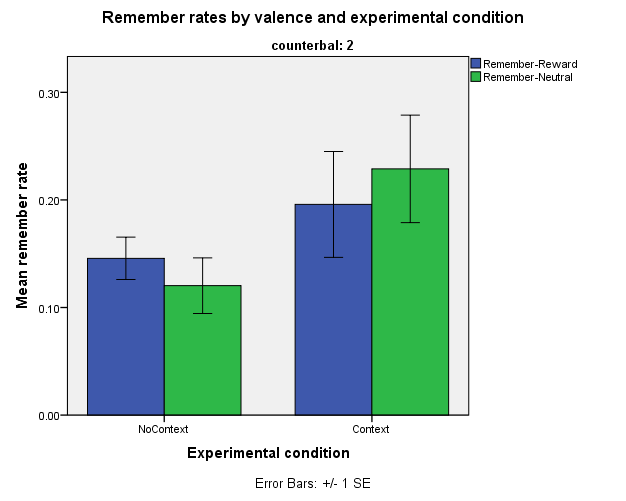 Remember rates by valence and experimental condition
counterbal: 2
Remember-Reward
Remember-Neutral
Mean remember rate
0.30
0.20
0.10
0.00
NoContext
Context
Experimental condition
Error Bars: +/- 1 SE